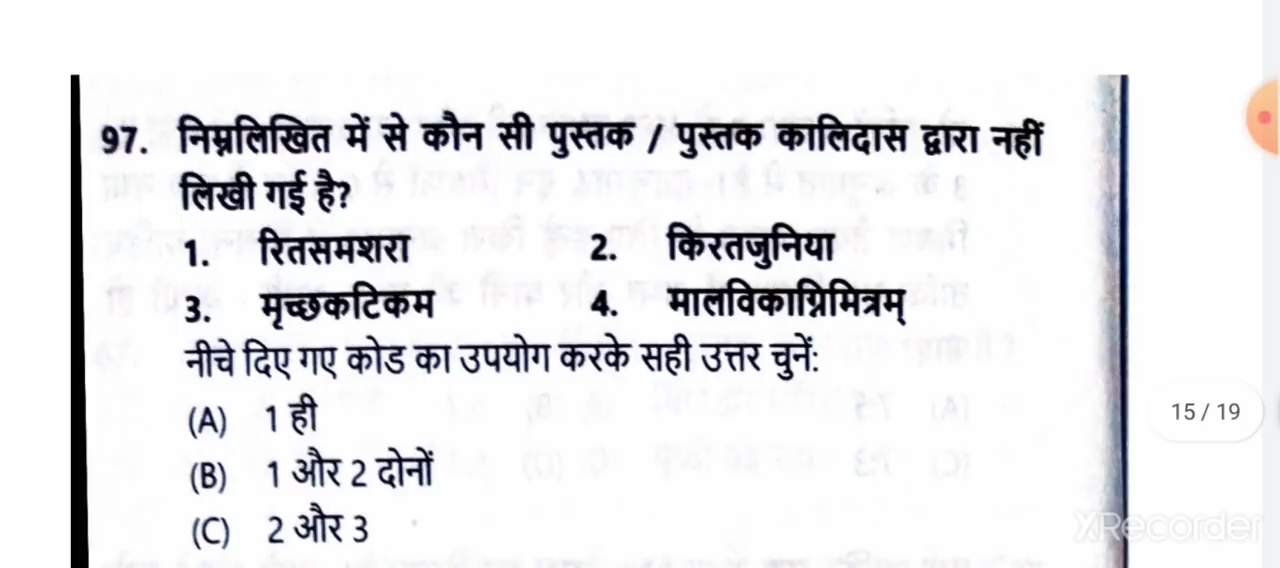 97. निम्नलिखित में से कौन सी पुस्तक / पुस्तक कालिदास द्वारा नहीं
लिखी गई है?
1. रितसमशरा 2. किरतजुनिया
3. मृच्छकटिकम 4. मालविकाग्निमित्रम्
नीचे दिए गए कोड का उपयोग करके सही उत्तर चुनें:
(A) 1 ही
(B) 1 और 2 दोनों
(C) 2 और 3
15 / 19
XRecorder